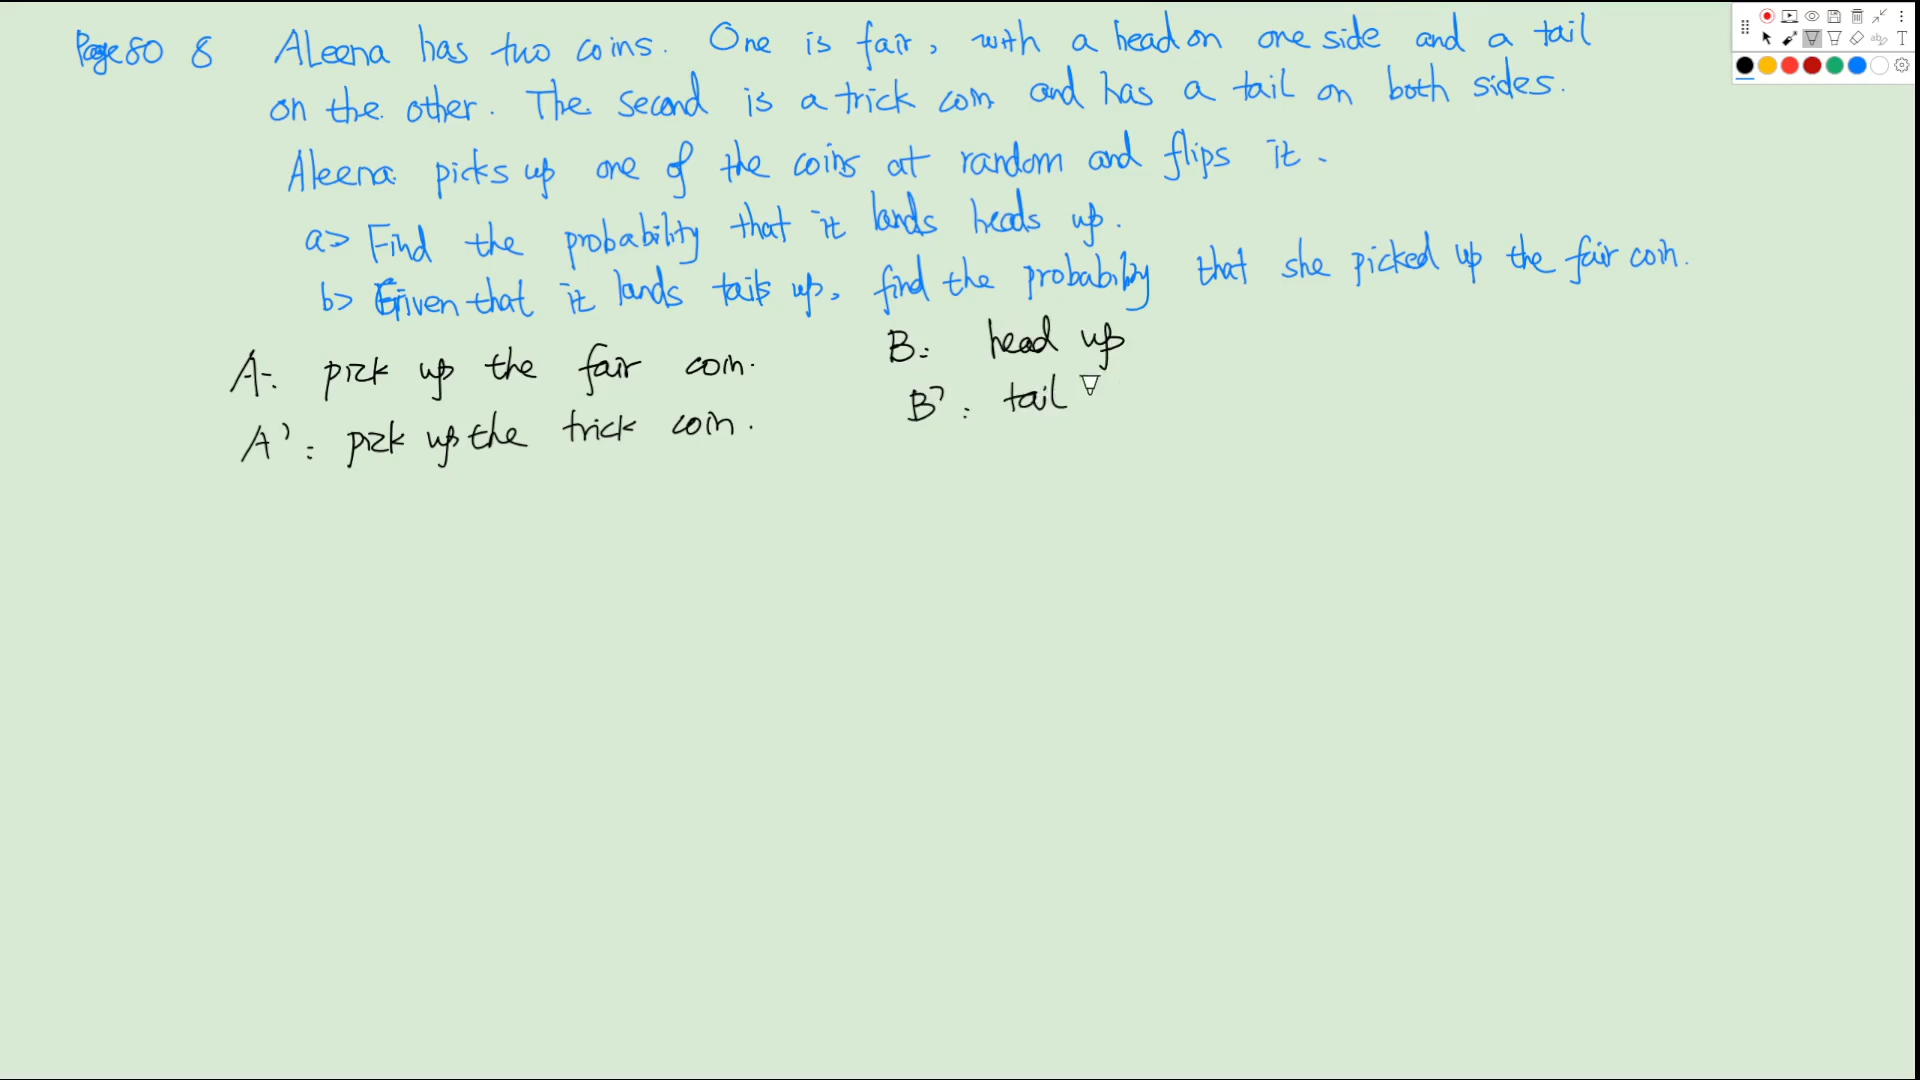 Page 80 8 ALeena has two coins. One is fair, with a head on one side and a tail
on the other. The second is a trick coin and has a tail on both sides.
Aleena picks up one of the coins at random and flips it.
a> Find the probability that it lands heads up.
b> Given that it lands tails up, find the probability that she picked up the fair coin.
A: pick up the fair coin.
B: head up
A': pick up the trick coin.
B': tail